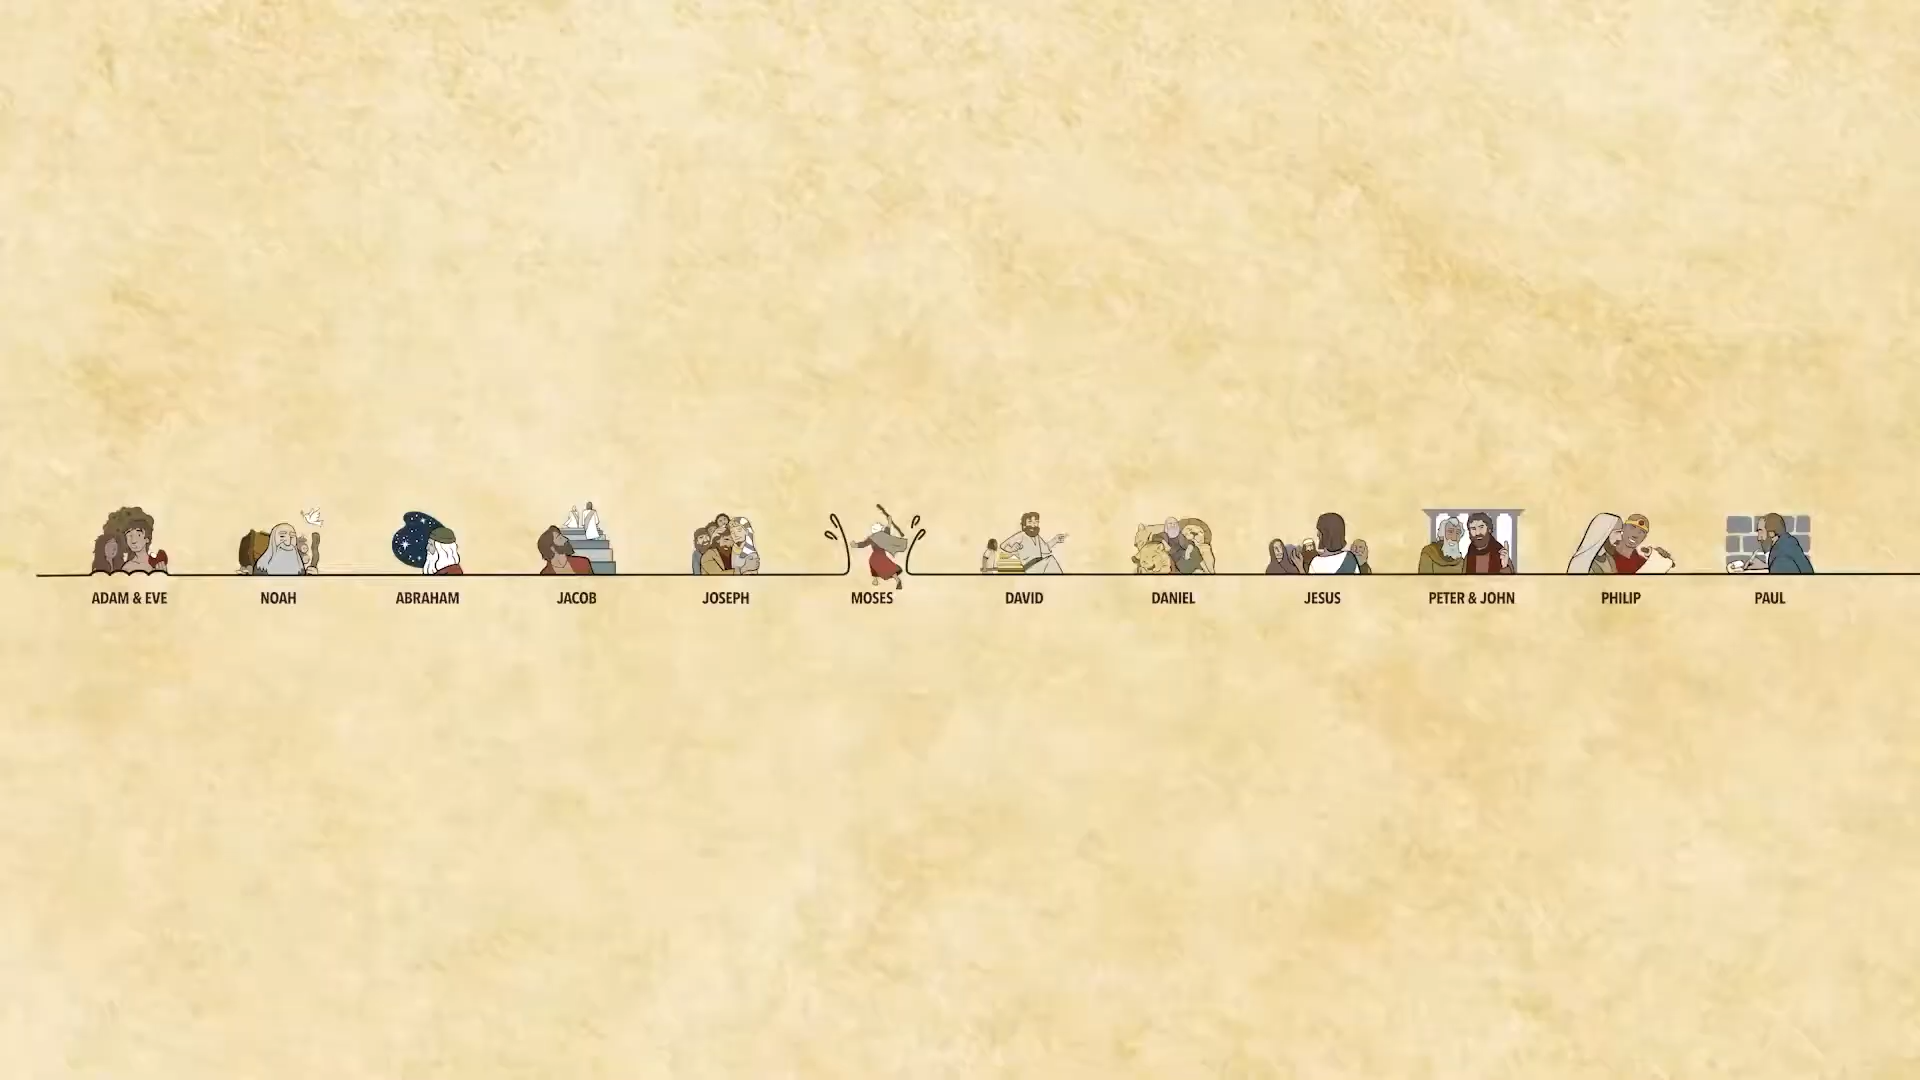 ADAM & EVE
NOAH
ABRAHAM
JACOB
JOSEPH
MOSES
DAVID
DANIEL
JESUS
PETER & JOHN
PHILIP
PAUL